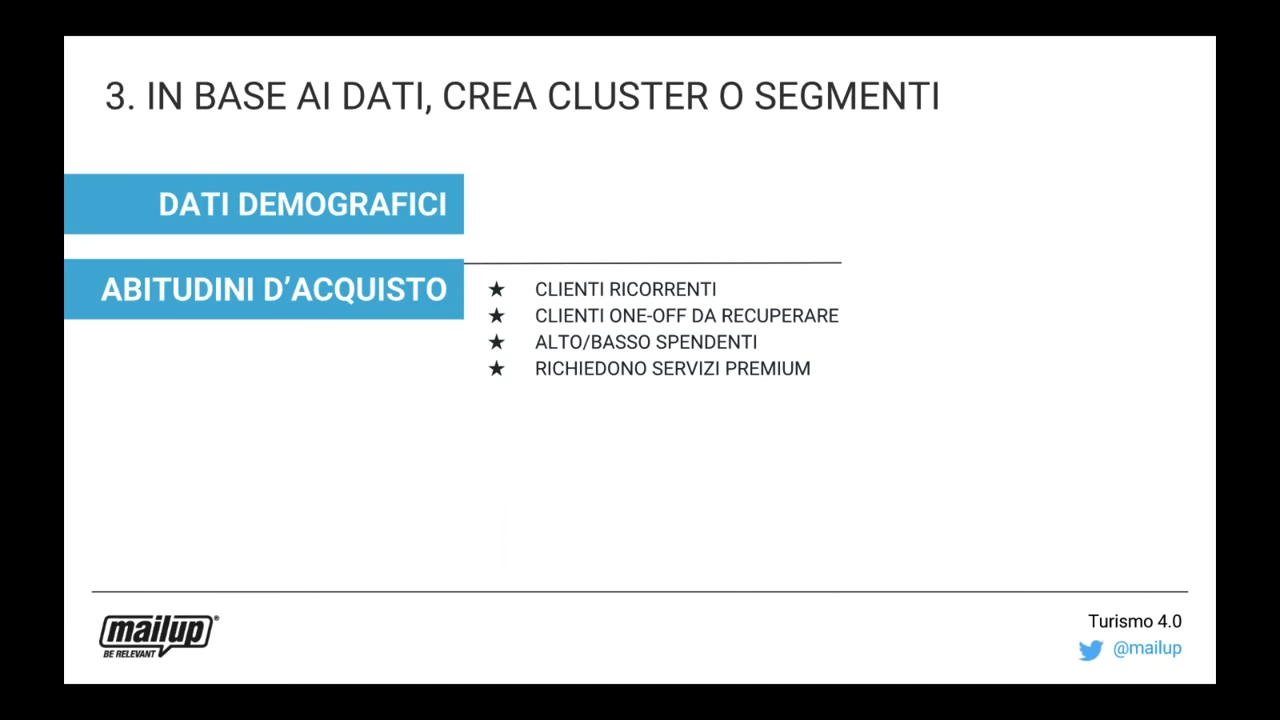 3. IN BASE AI DATI, CREA CLUSTER O SEGMENTI
DATI DEMOGRAFICI
ABITUDINI D’ACQUISTO
★ CLIENTI RICORRENTI
★ CLIENTI ONE-OFF DA RECUPERARE
★ ALTO/BASSO SPENDENTI
★ RICHIEDONO SERVIZI PREMIUM
mailup®
BE RELEVANT
Turismo 4.0
@mailup